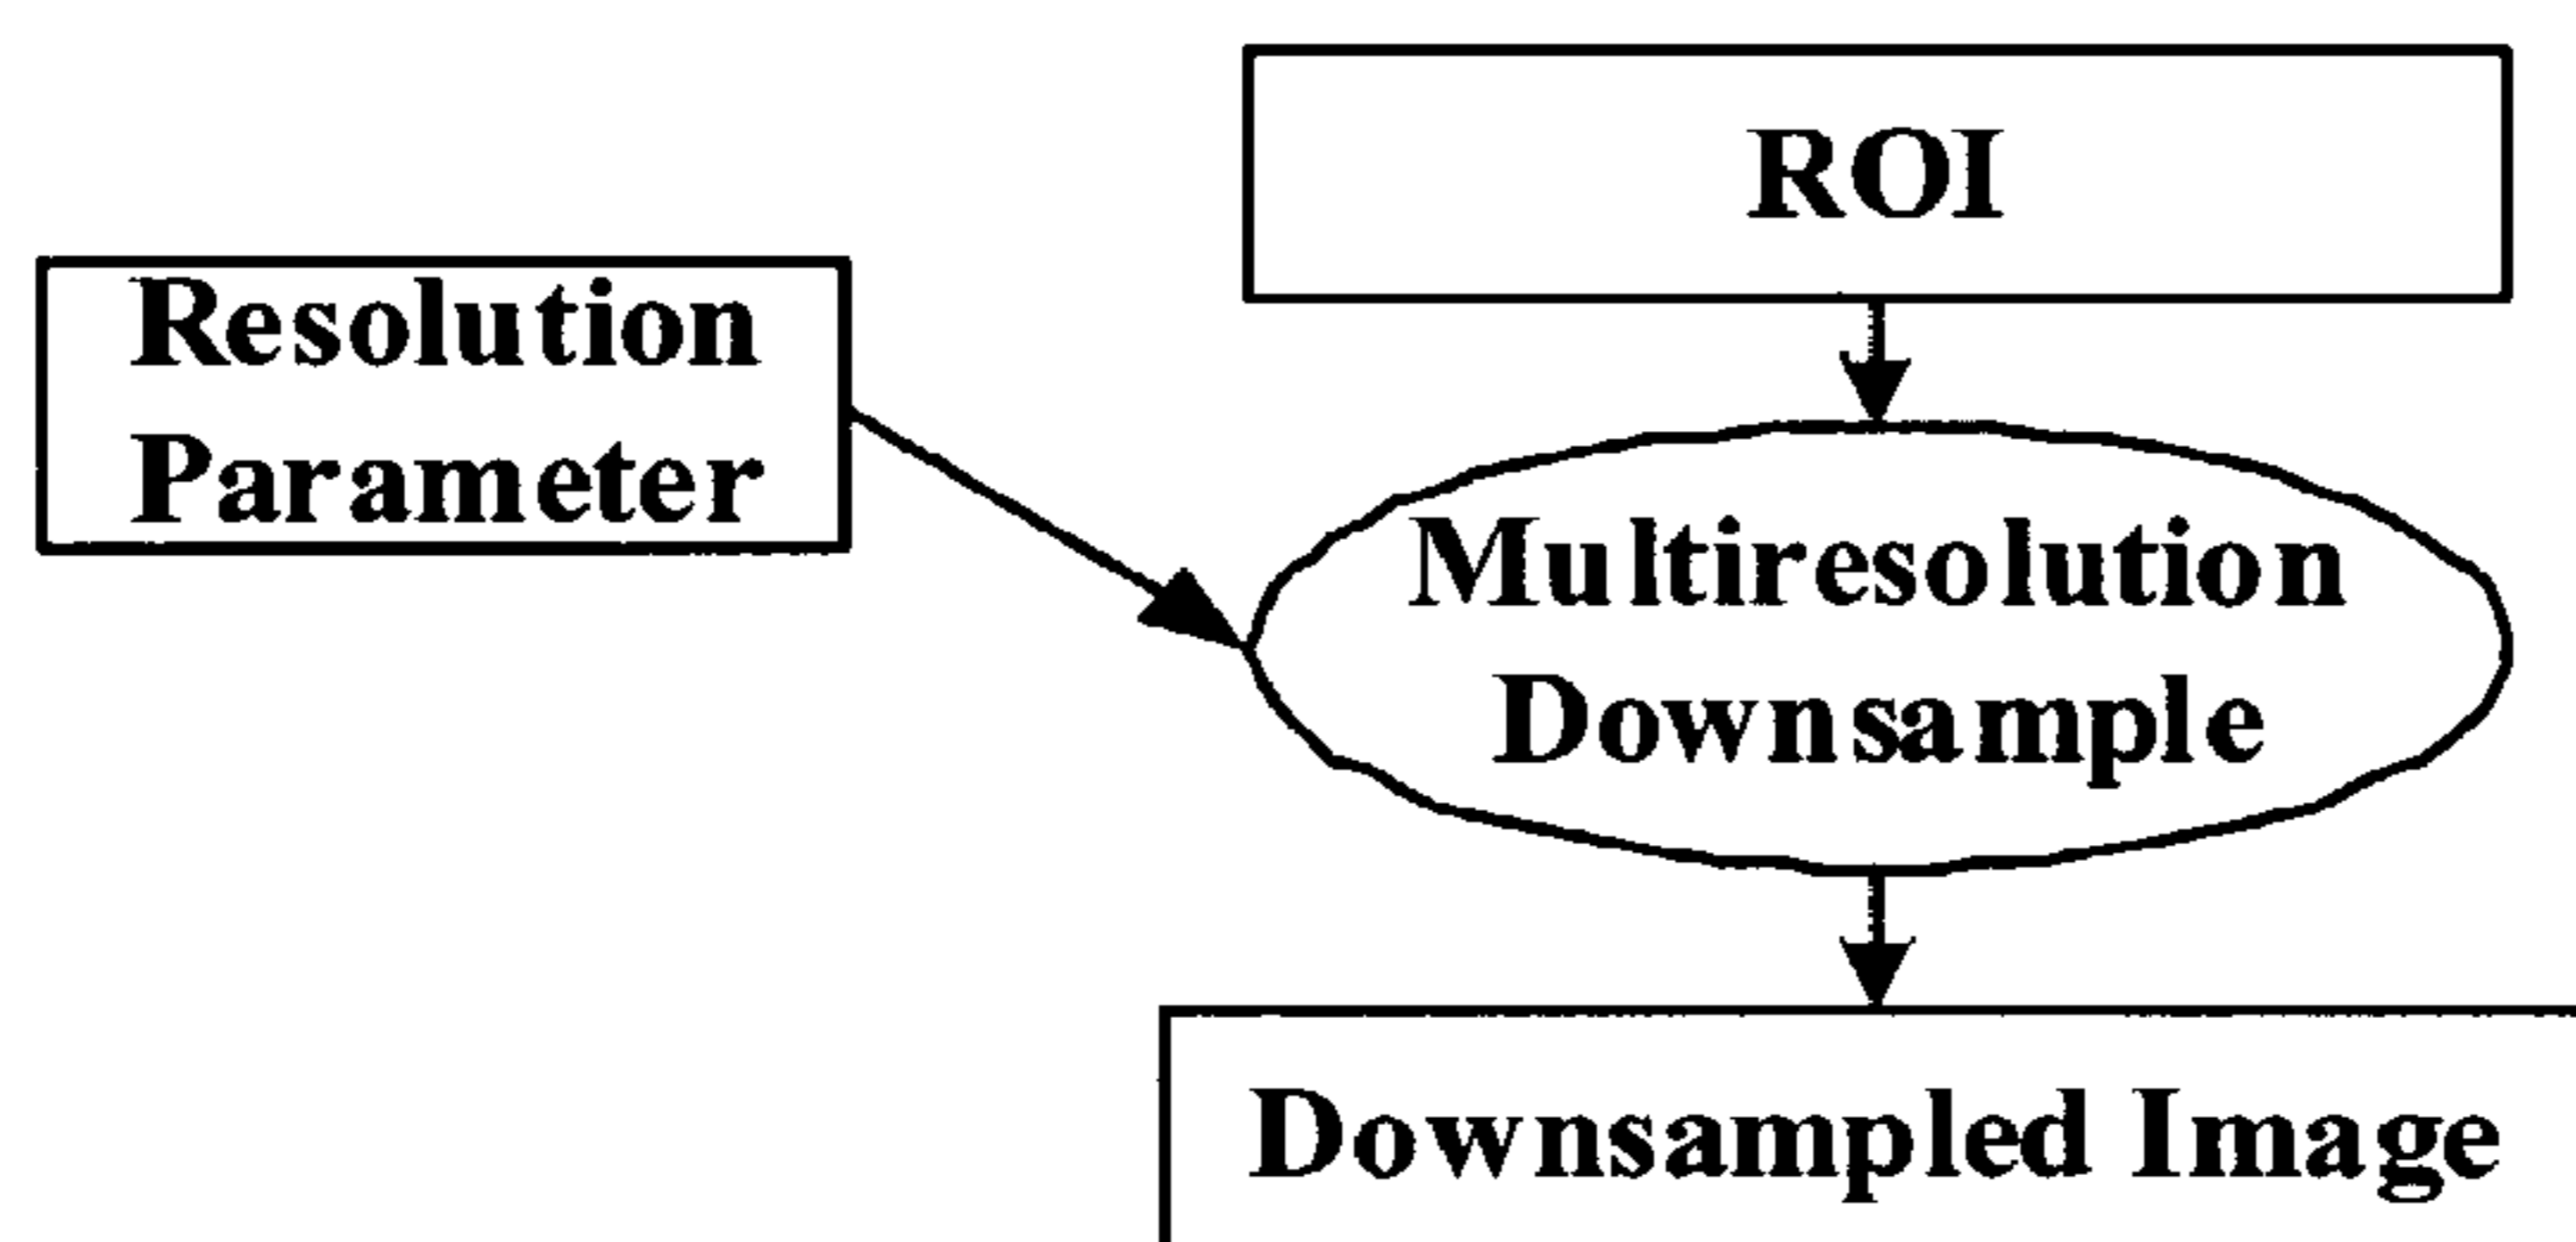 ROI
Resolution
Parameter
Multiresolution
Downsample
Downsampled Image